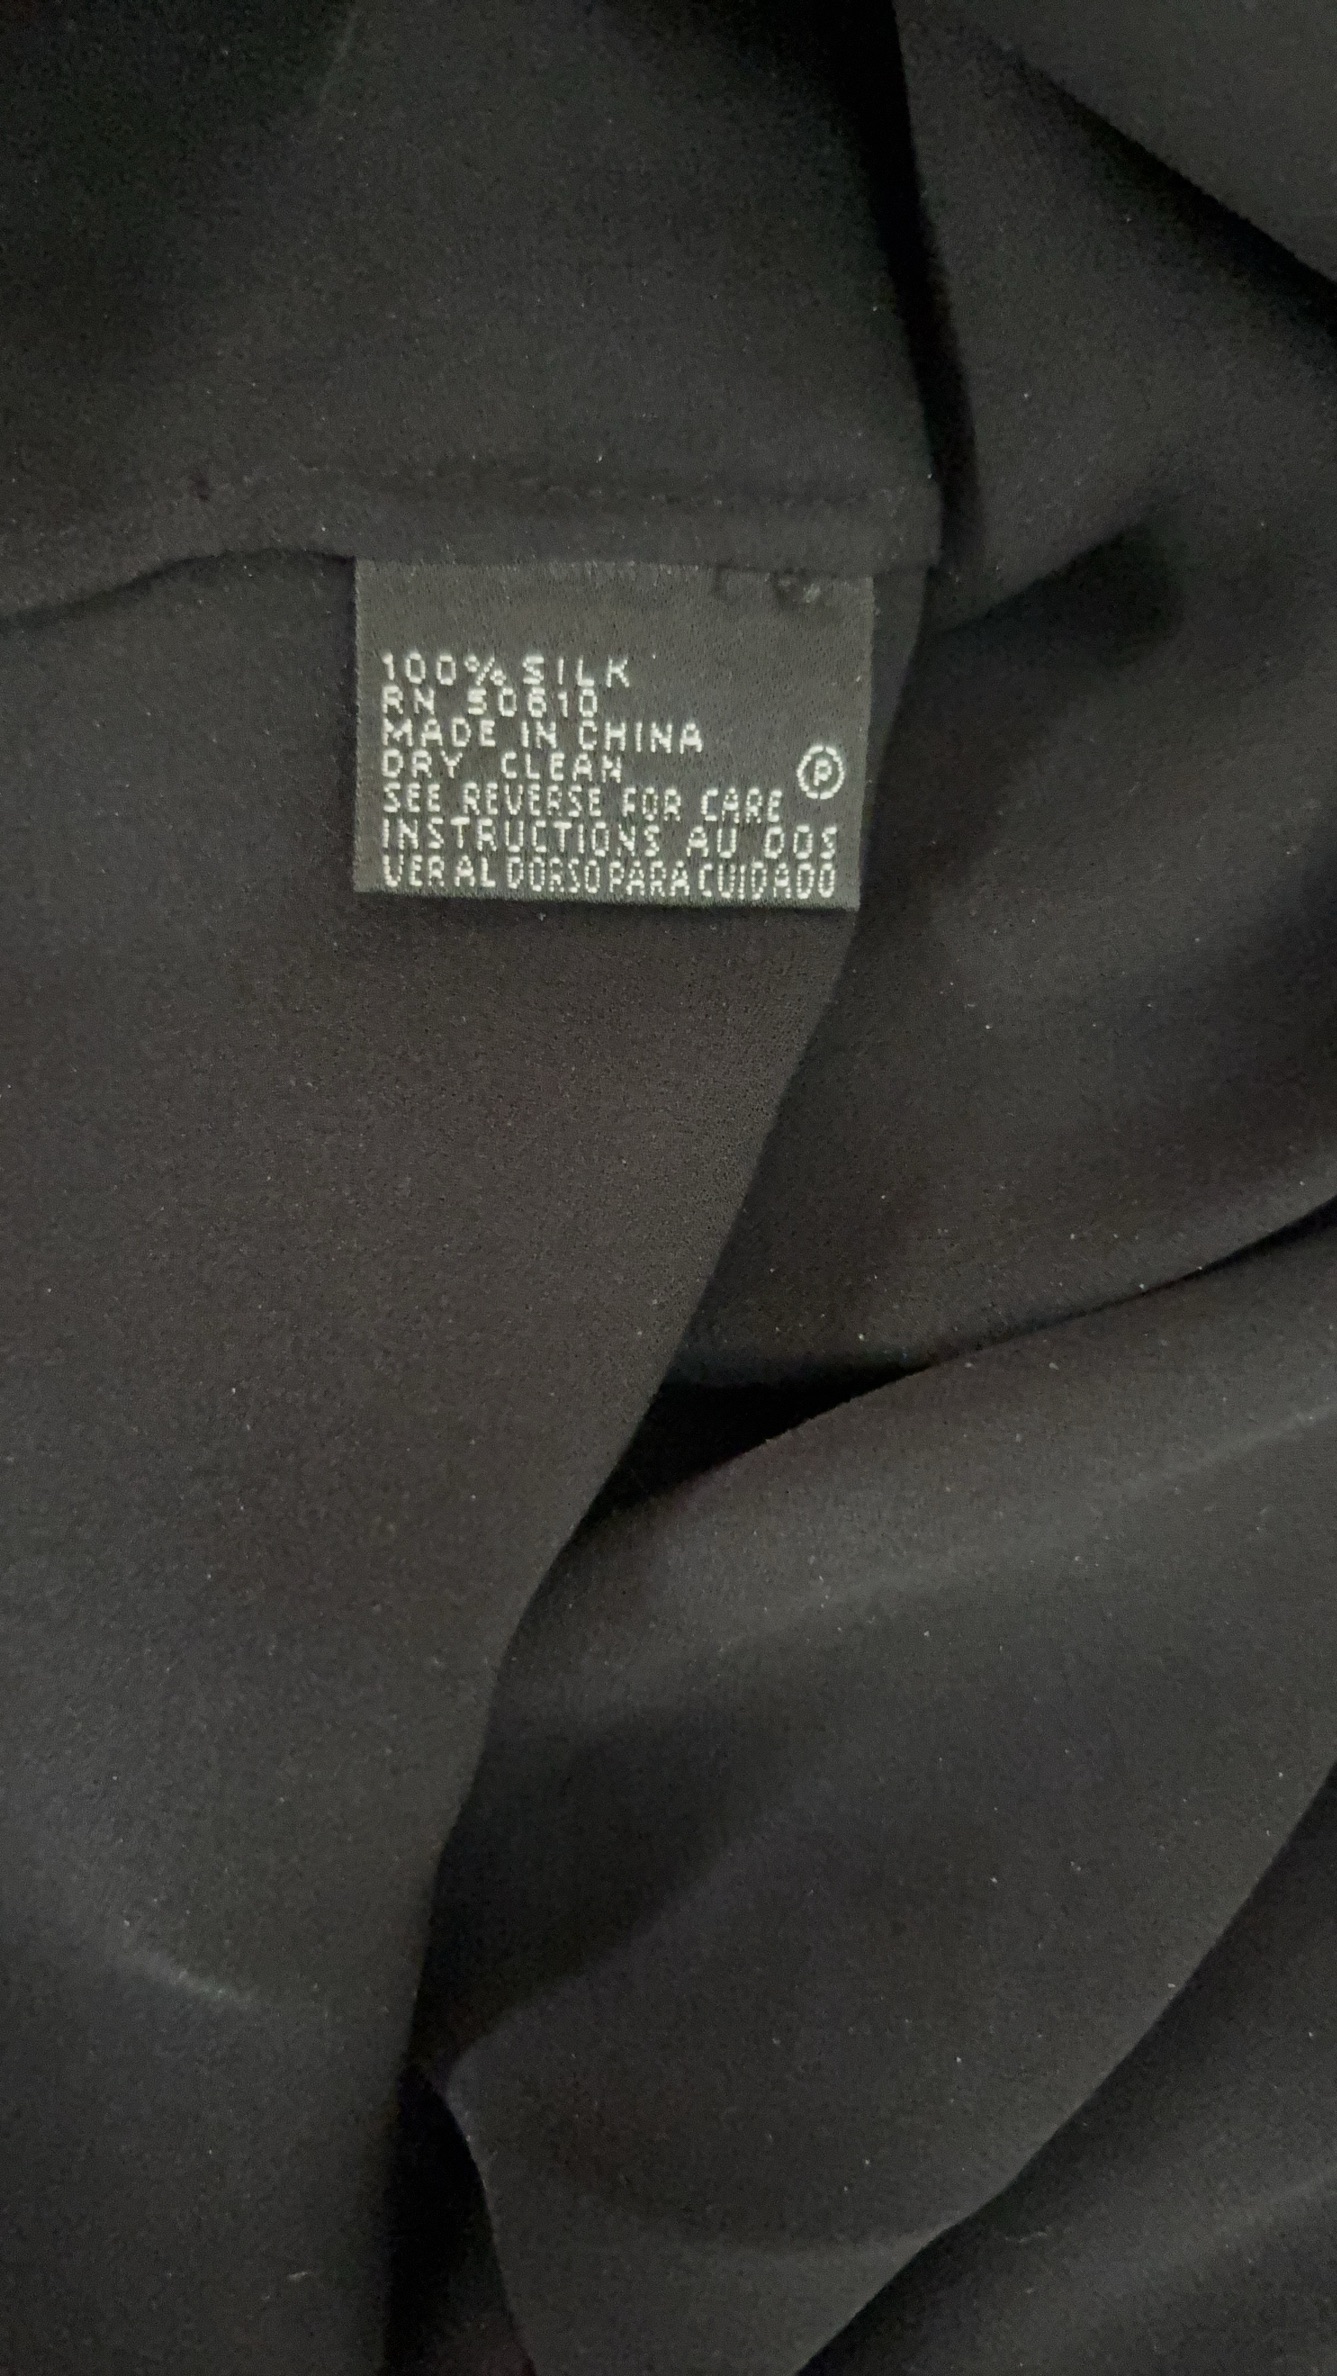 100% SILK
RN 50610
MADE IN CHINA
DRY CLEAN
P
SEE REVERSE FOR CARE
INSTRUCTIONS AU DOS
VER AL DORSO PARA CUIDADO